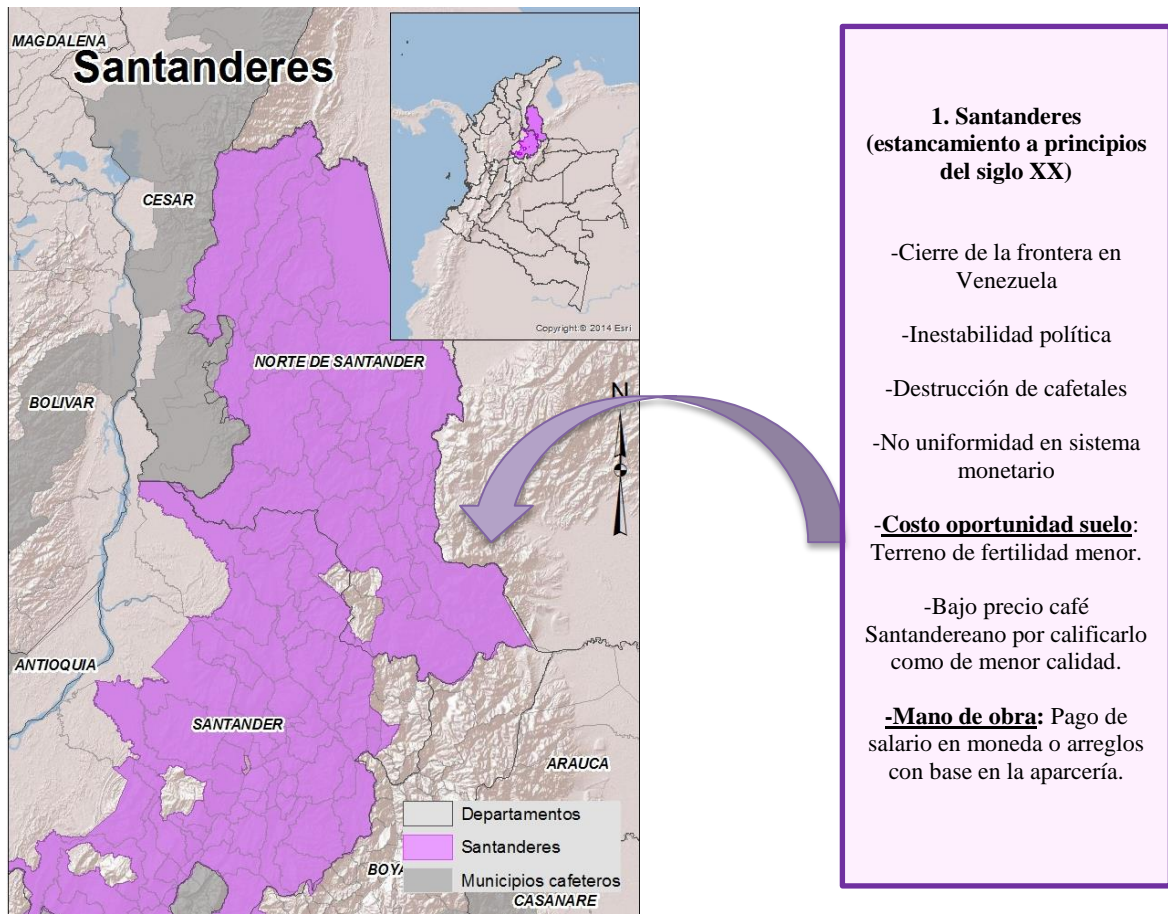 MAGDALENA
Santanderes
CESAR
Copyright:© 2014 Esri
NORTE DE SANTANDER
BOLIVAR
N
ANTIOQUIA
SANTANDER
ARAUCA
Departamentos
Santanderes
BOYA
Municipios cafeteros
CASANARE
1. Santanderes
(estancamiento a principios
del siglo XX)
-Cierre de la frontera en
Venezuela
-Inestabilidad política
-Destrucción de cafetales
-No uniformidad en sistema
monetario
-Costo oportunidad suelo:
Terreno de fertilidad menor.
-Bajo precio café
Santandereano por calificarlo
como de menor calidad.
-Mano de obra: Pago de
salario en moneda o arreglos
con base en la aparcería.